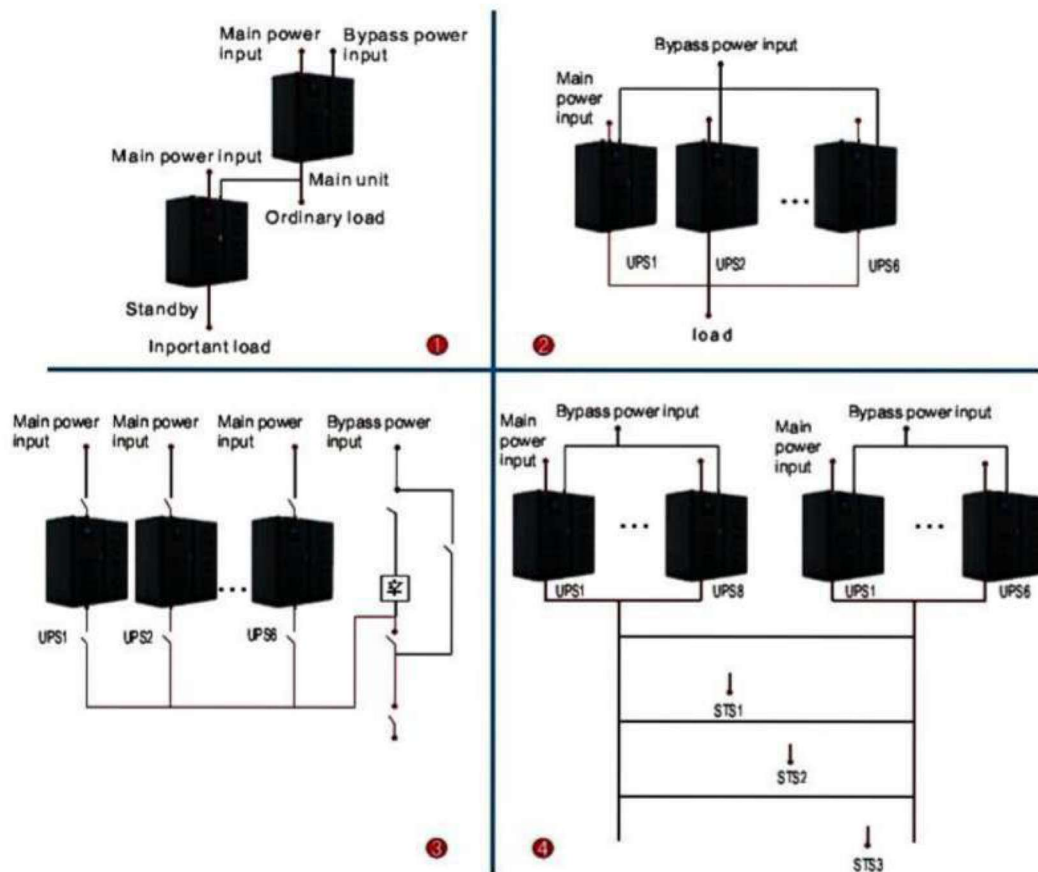 Main power
input
Bypass power
input
Main power input
Main unit
Ordinary load
Standby
Inportant load
1
Bypass power input
Main
power
input
UPS1
UPS2
UPS6
load
2
Main power
input
Main power
input
Main power
input
Bypass power
input
UPS1
UPS2
UPS6
3
Main
power
input
Bypass power input
Main
power
input
Bypass power input
UPS1
UPS8
UPS1
UPS6
STS1
STS2
STS3
4